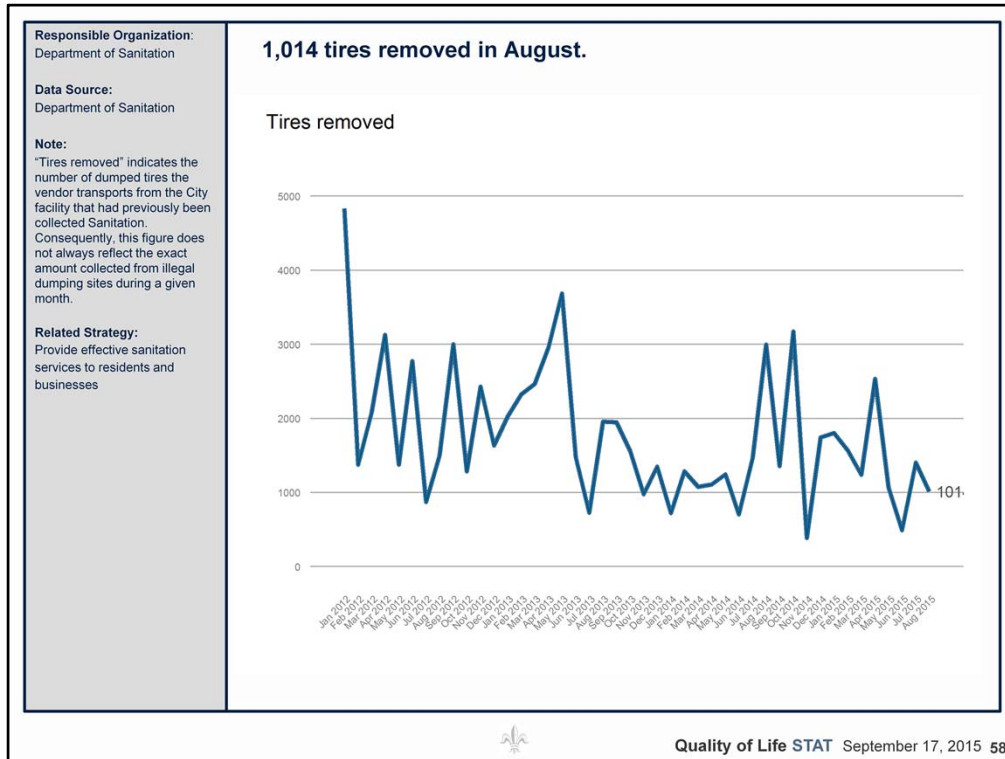 Responsible Organization:
Department of Sanitation
Data Source:
Department of Sanitation
Note:
"Tires removed" indicates the
number of dumped tires the
vendor transports from the City
facility that had previously been
collected Sanitation.
Consequently, this figure does
not always reflect the exact
amount collected from illegal
dumping sites during a given
month.
Related Strategy:
Provide effective sanitation
services to residents and
businesses
1,014 tires removed in August.
Tires removed
5000
4000
3000
2000
1000
0
101
Jan 2012
Feb 2012
Mar 2012
Apr 2012
May 2012
Jun 2012
Jul 2012
Aug 2012
Sep 2012
Oct 2012
Nov 2012
Dec 2012
Jan 2013
Feb 2013
Mar 2013
Apr 2013
May 2013
Jun 2013
Jul 2013
Aug 2013
Sep 2013
Oct 2013
Nov 2013
Dec 2013
Jan 2014
Feb 2014
Mar 2014
Apr 2014
May 2014
Jun 2014
Jul 2014
Aug 2014
Sep 2014
Oct 2014
Nov 2014
Dec 2014
Jan 2015
Feb 2015
Mar 2015
Apr 2015
May 2015
Jun 2015
Jul 2015
Aug 2015
Quality of Life STAT September 17, 2015 58